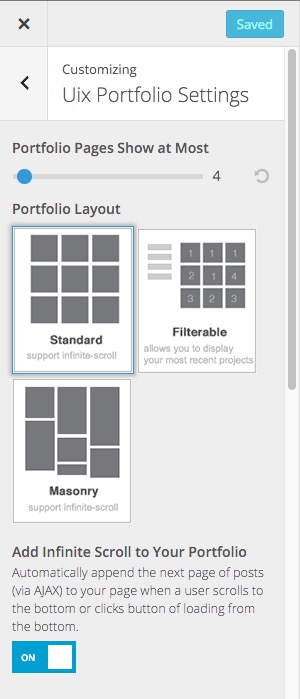 Saved
Customizing
Uix Portfolio Settings
Portfolio Pages Show at Most
4
Portfolio Layout
Standard
support infinite-scroll
1 1 1
2 1 4
3 2 3
Filterable
allows you to display
your most recent projects
Masonry
support infinite-scroll
Add Infinite Scroll to Your Portfolio
Automatically append the next page of posts
(via AJAX) to your page when a user scrolls to
the bottom or clicks button of loading from
the bottom.
ON